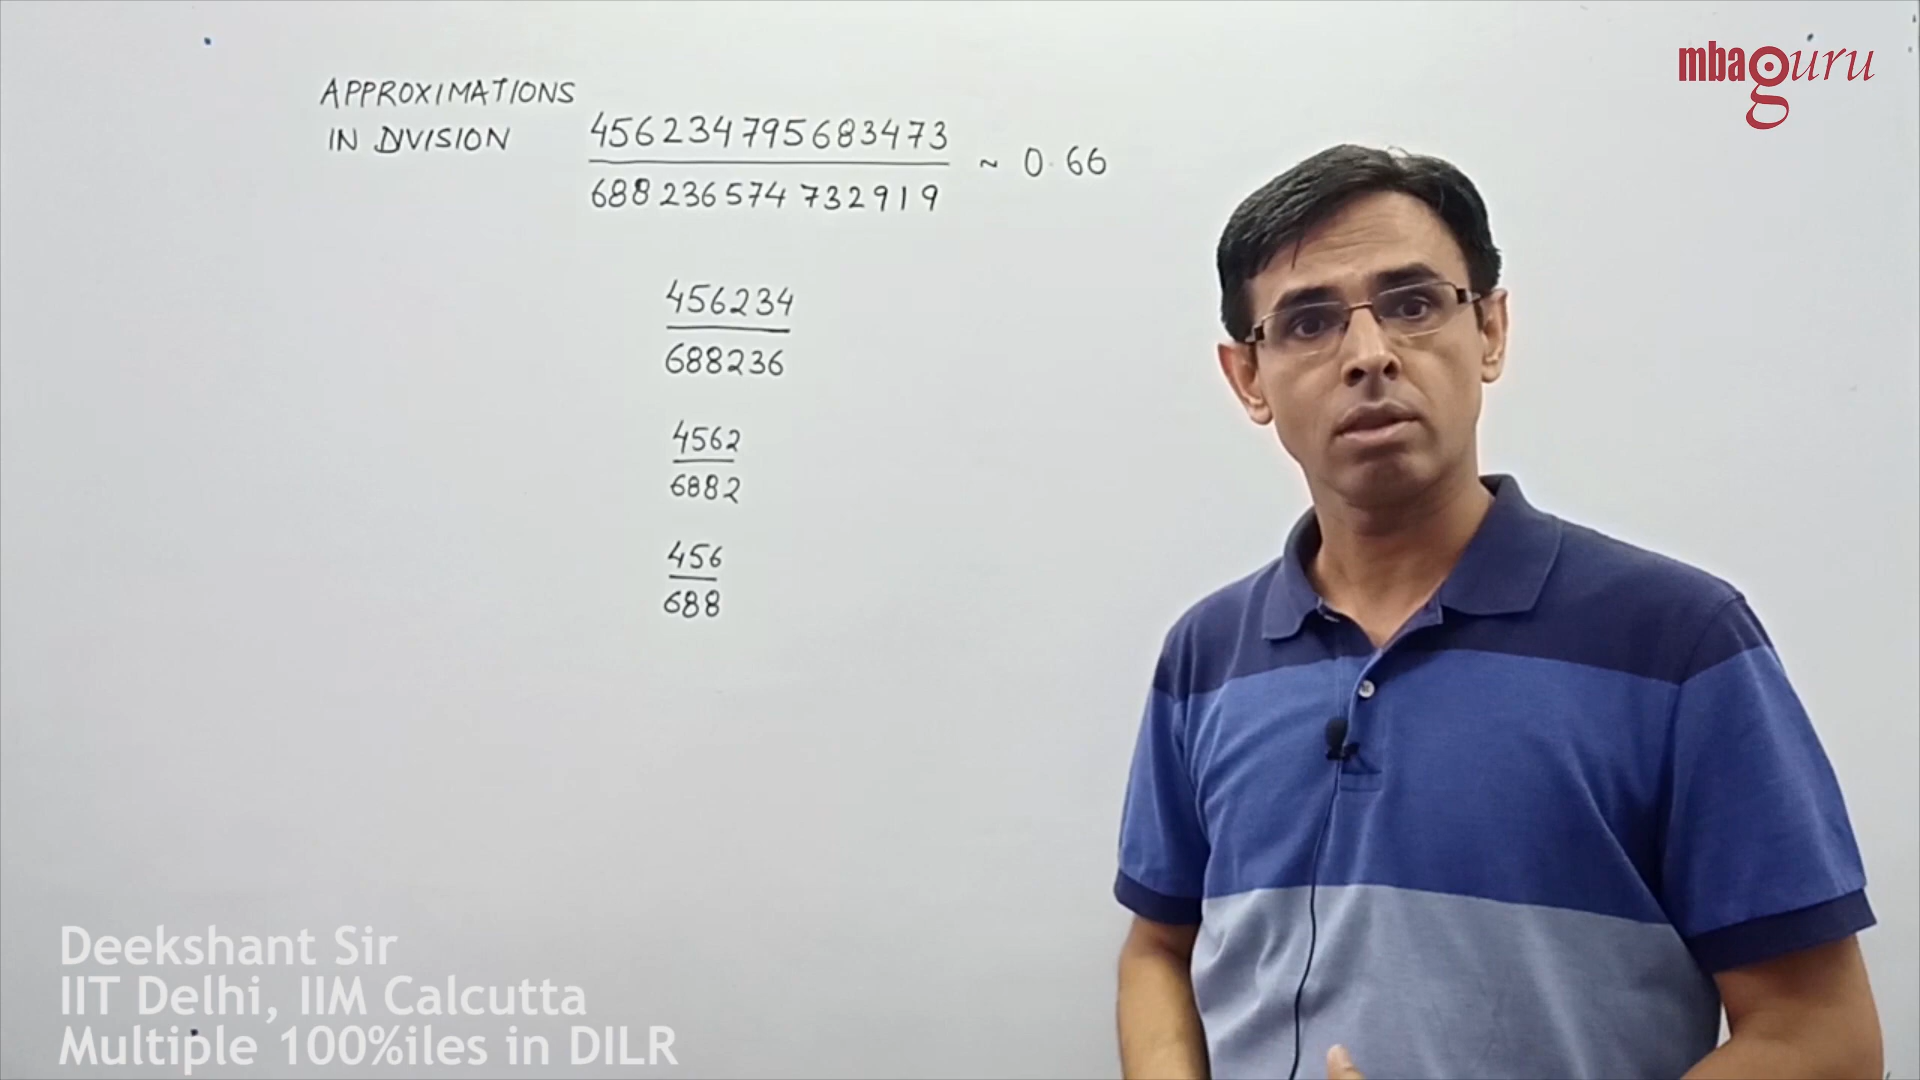 mbaguru
APPROXIMATIONS
IN DIVISION
456234795683473
688236574732919
~ 0.66
456234
688236
4562
6882
456
688
Deekshant Sir
IIT Delhi, IIM Calcutta
Multiple 100%iles in DILR